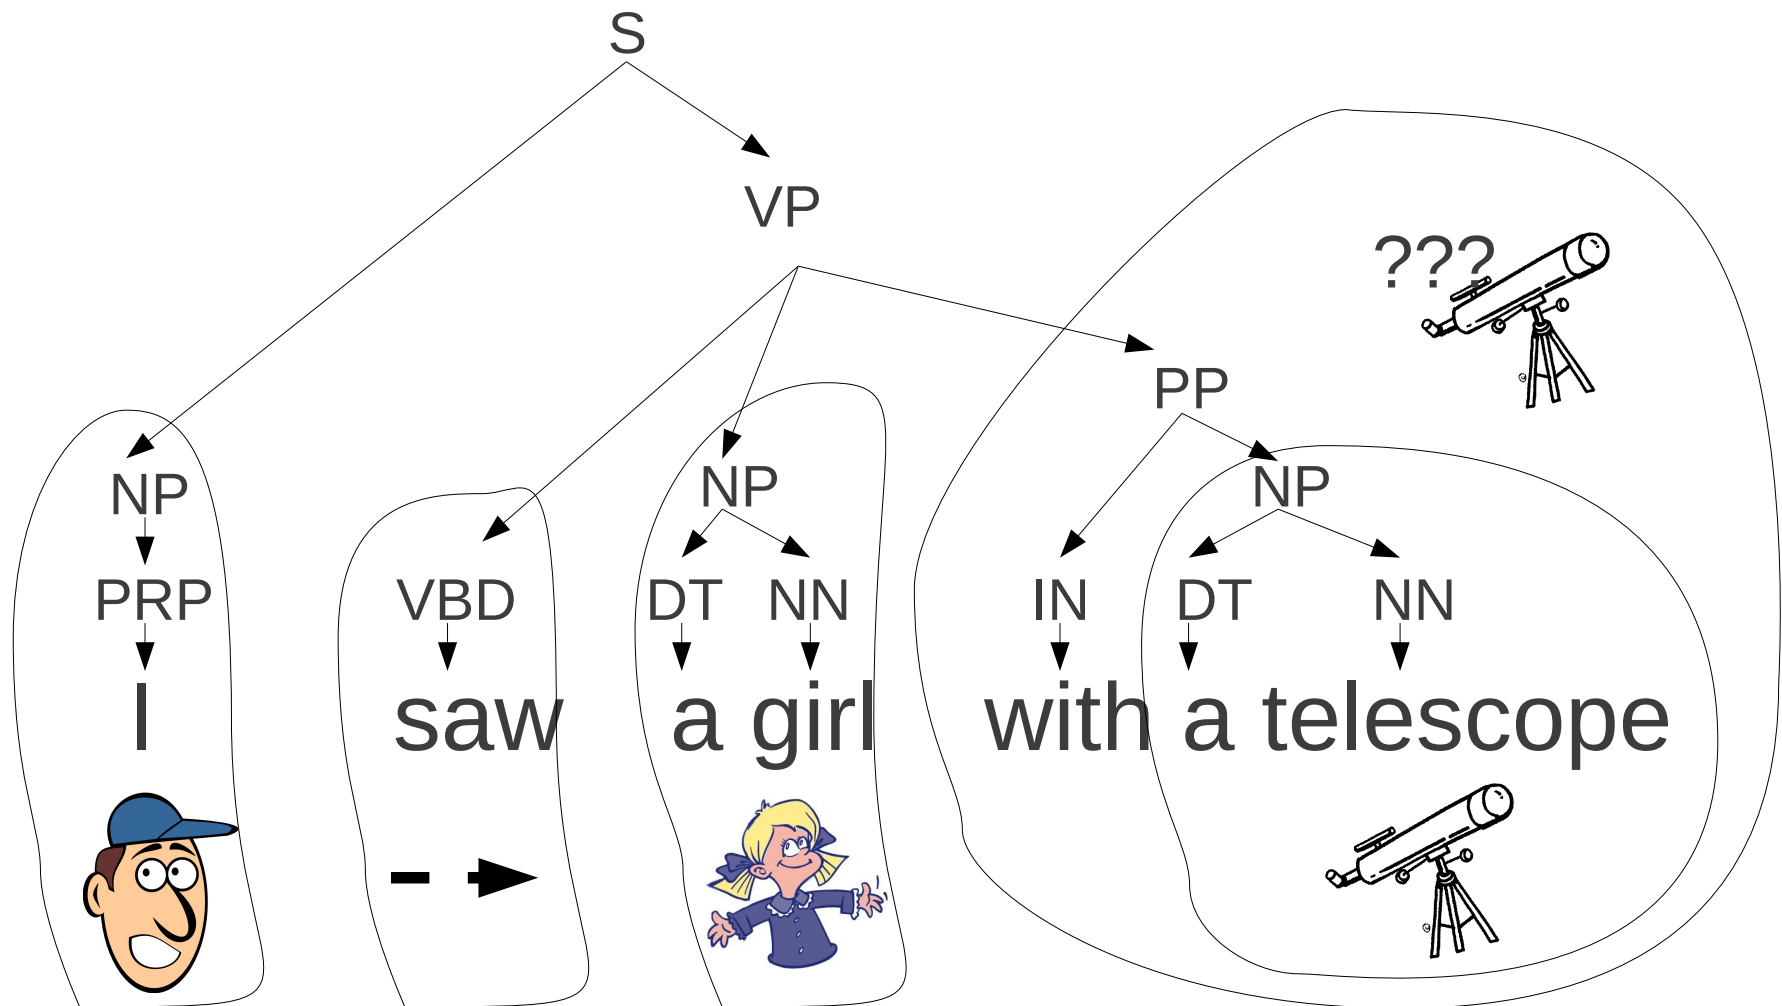 S
VP
???
PP
NP NP NP
PRP VBD DT NN IN DT NN
I saw a girl with a telescope